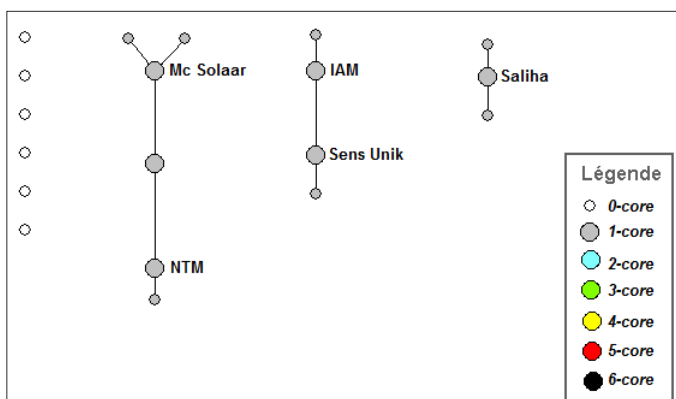 Mc Solaar
IAM
Saliha
Sens Unik
NTM
Légende
0-core
1-core
2-core
3-core
4-core
5-core
6-core